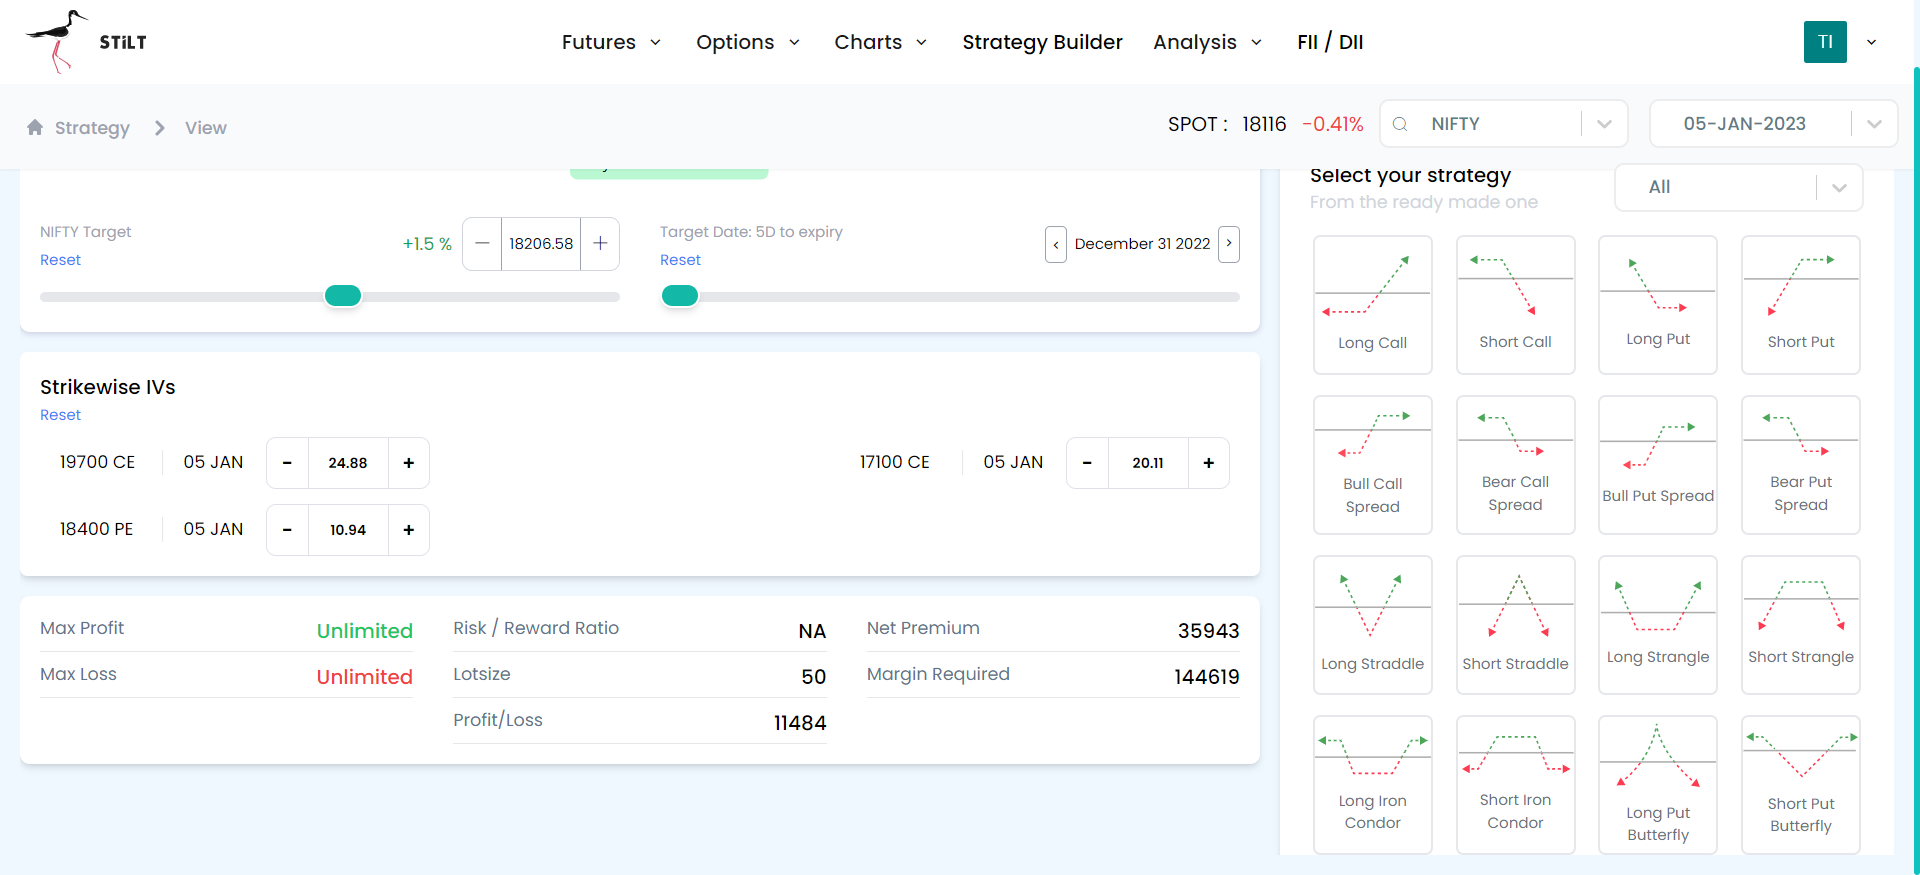 STiLT
Futures
Options
Charts
Strategy Builder
Analysis
FII / DII
TI
Strategy
View
SPOT : 18116 -0.41%
NIFTY
05-JAN-2023
NIFTY Target
Reset
+1.5 %
18206.58
Target Date: 5D to expiry
Reset
December 31 2022
Strikewise IVs
Reset
19700 CE 05 JAN - 24.88 +
17100 CE 05 JAN - 20.11 +
18400 PE 05 JAN - 10.94 +
Max Profit Unlimited
Max Loss Unlimited
Risk / Reward Ratio NA
Lotsize 50
Profit/Loss 11484
Net Premium 35943
Margin Required 144619
Select your strategy
From the ready made one
All
Long Call
Short Call
Long Put
Short Put
Bull Call
Spread
Bear Call
Spread
Bull Put Spread
Bear Put
Spread
Long Straddle
Short Straddle
Long Strangle
Short Strangle
Long Iron
Condor
Short Iron
Condor
Long Put
Butterfly
Short Put
Butterfly